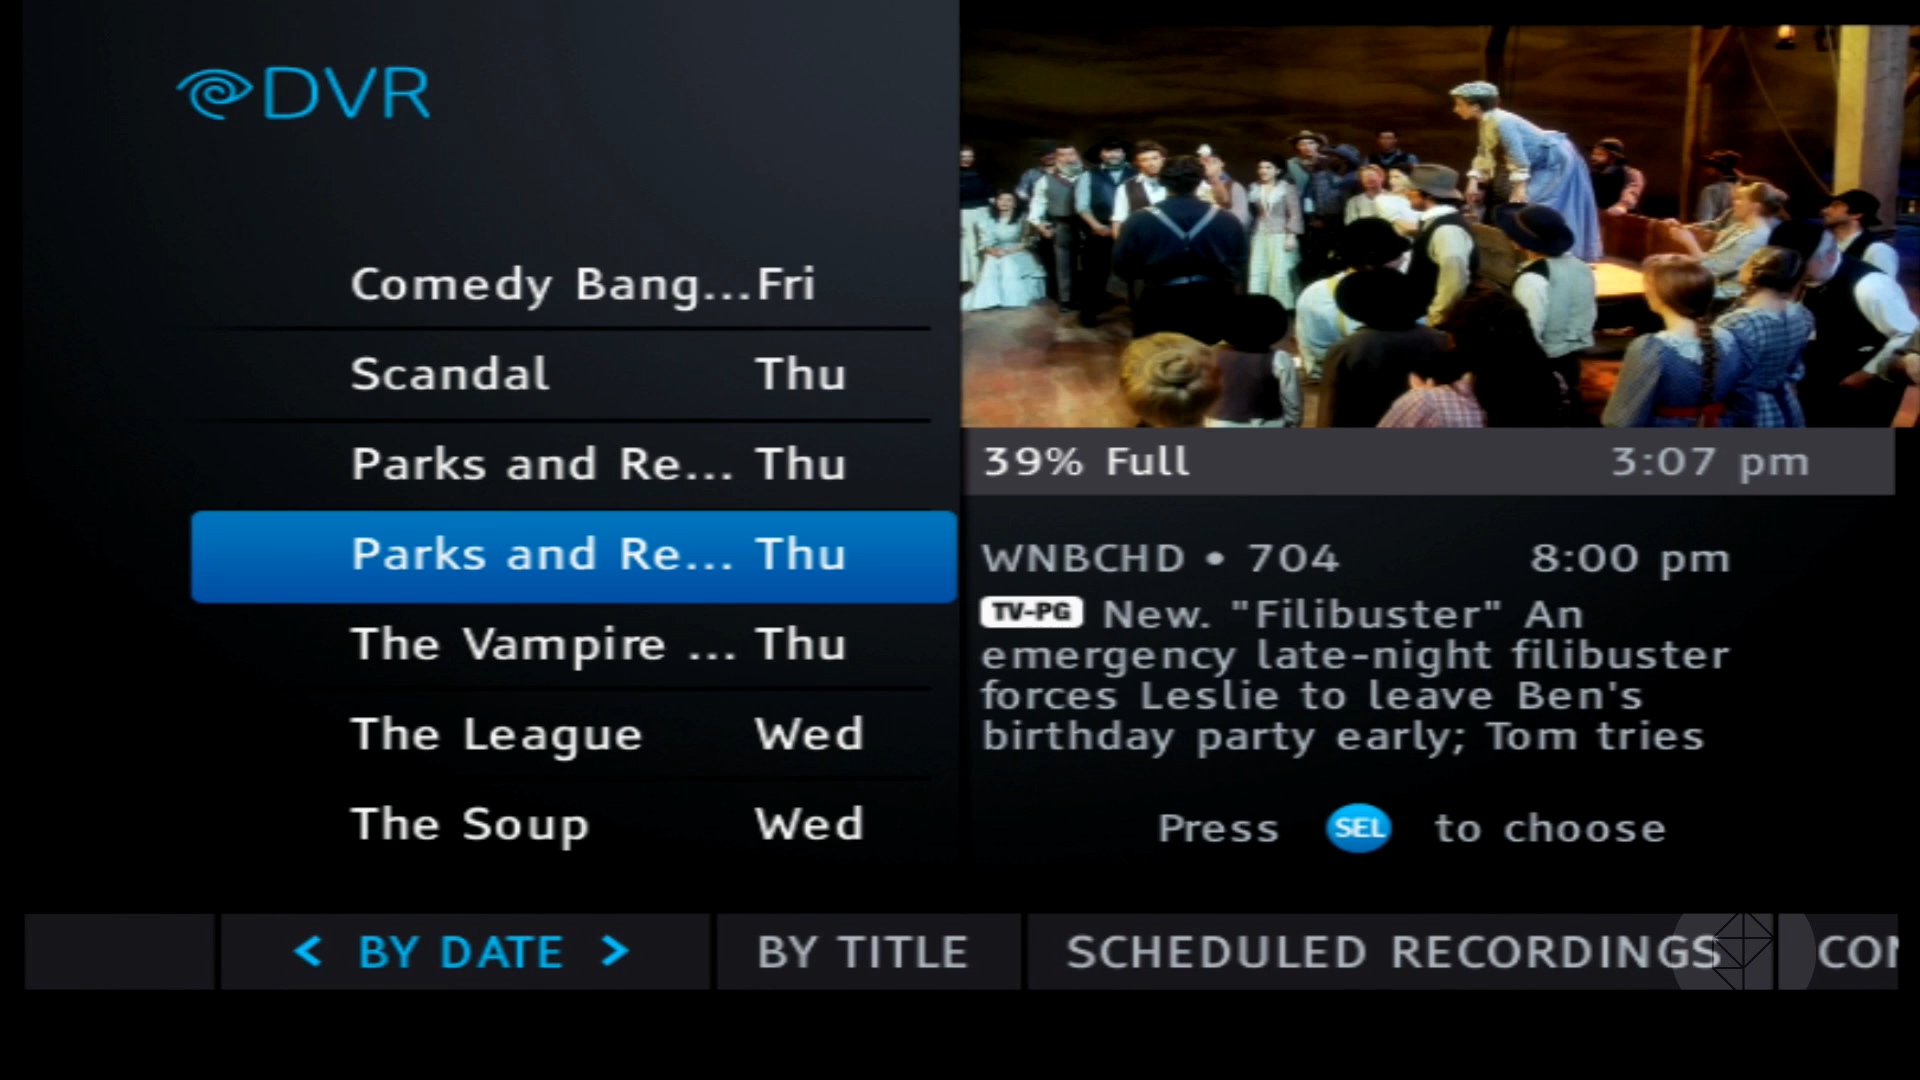 DVR
Comedy Bang... Fri
Scandal Thu
Parks and Re... Thu
Parks and Re... Thu
The Vampire ... Thu
The League Wed
The Soup Wed
39% Full 3:07 pm
WNBCHD • 704 8:00 pm
TV-PG New. "Filibuster" An
emergency late-night filibuster
forces Leslie to leave Ben's
birthday party early; Tom tries
Press SEL to choose
< BY DATE > BY TITLE SCHEDULED RECORDINGS CON